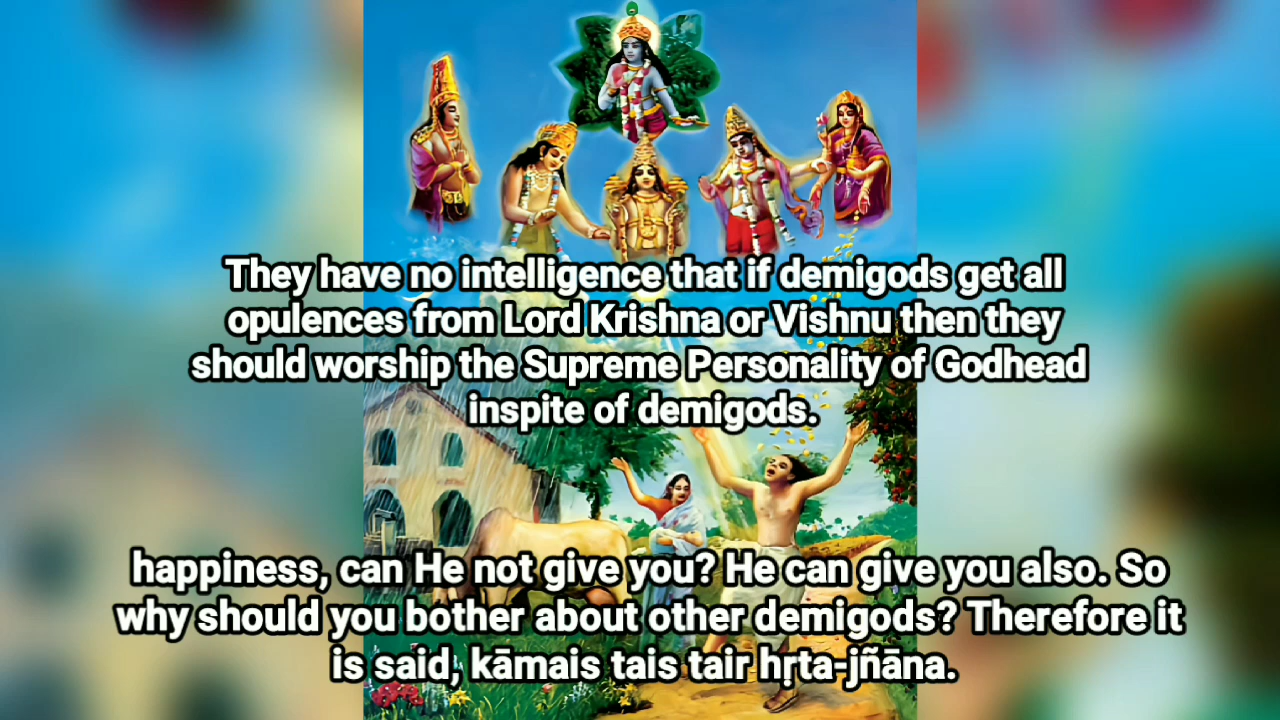 They have no intelligence that if demigods get all
opulences from Lord Krishna or Vishnu then they
should worship the Supreme Personality of Godhead
inspite of demigods.
happiness, can He not give you? He can give you also. So
why should you bother about other demigods? Therefore it
is said, kāmais tais tair hṛta-jñāna.